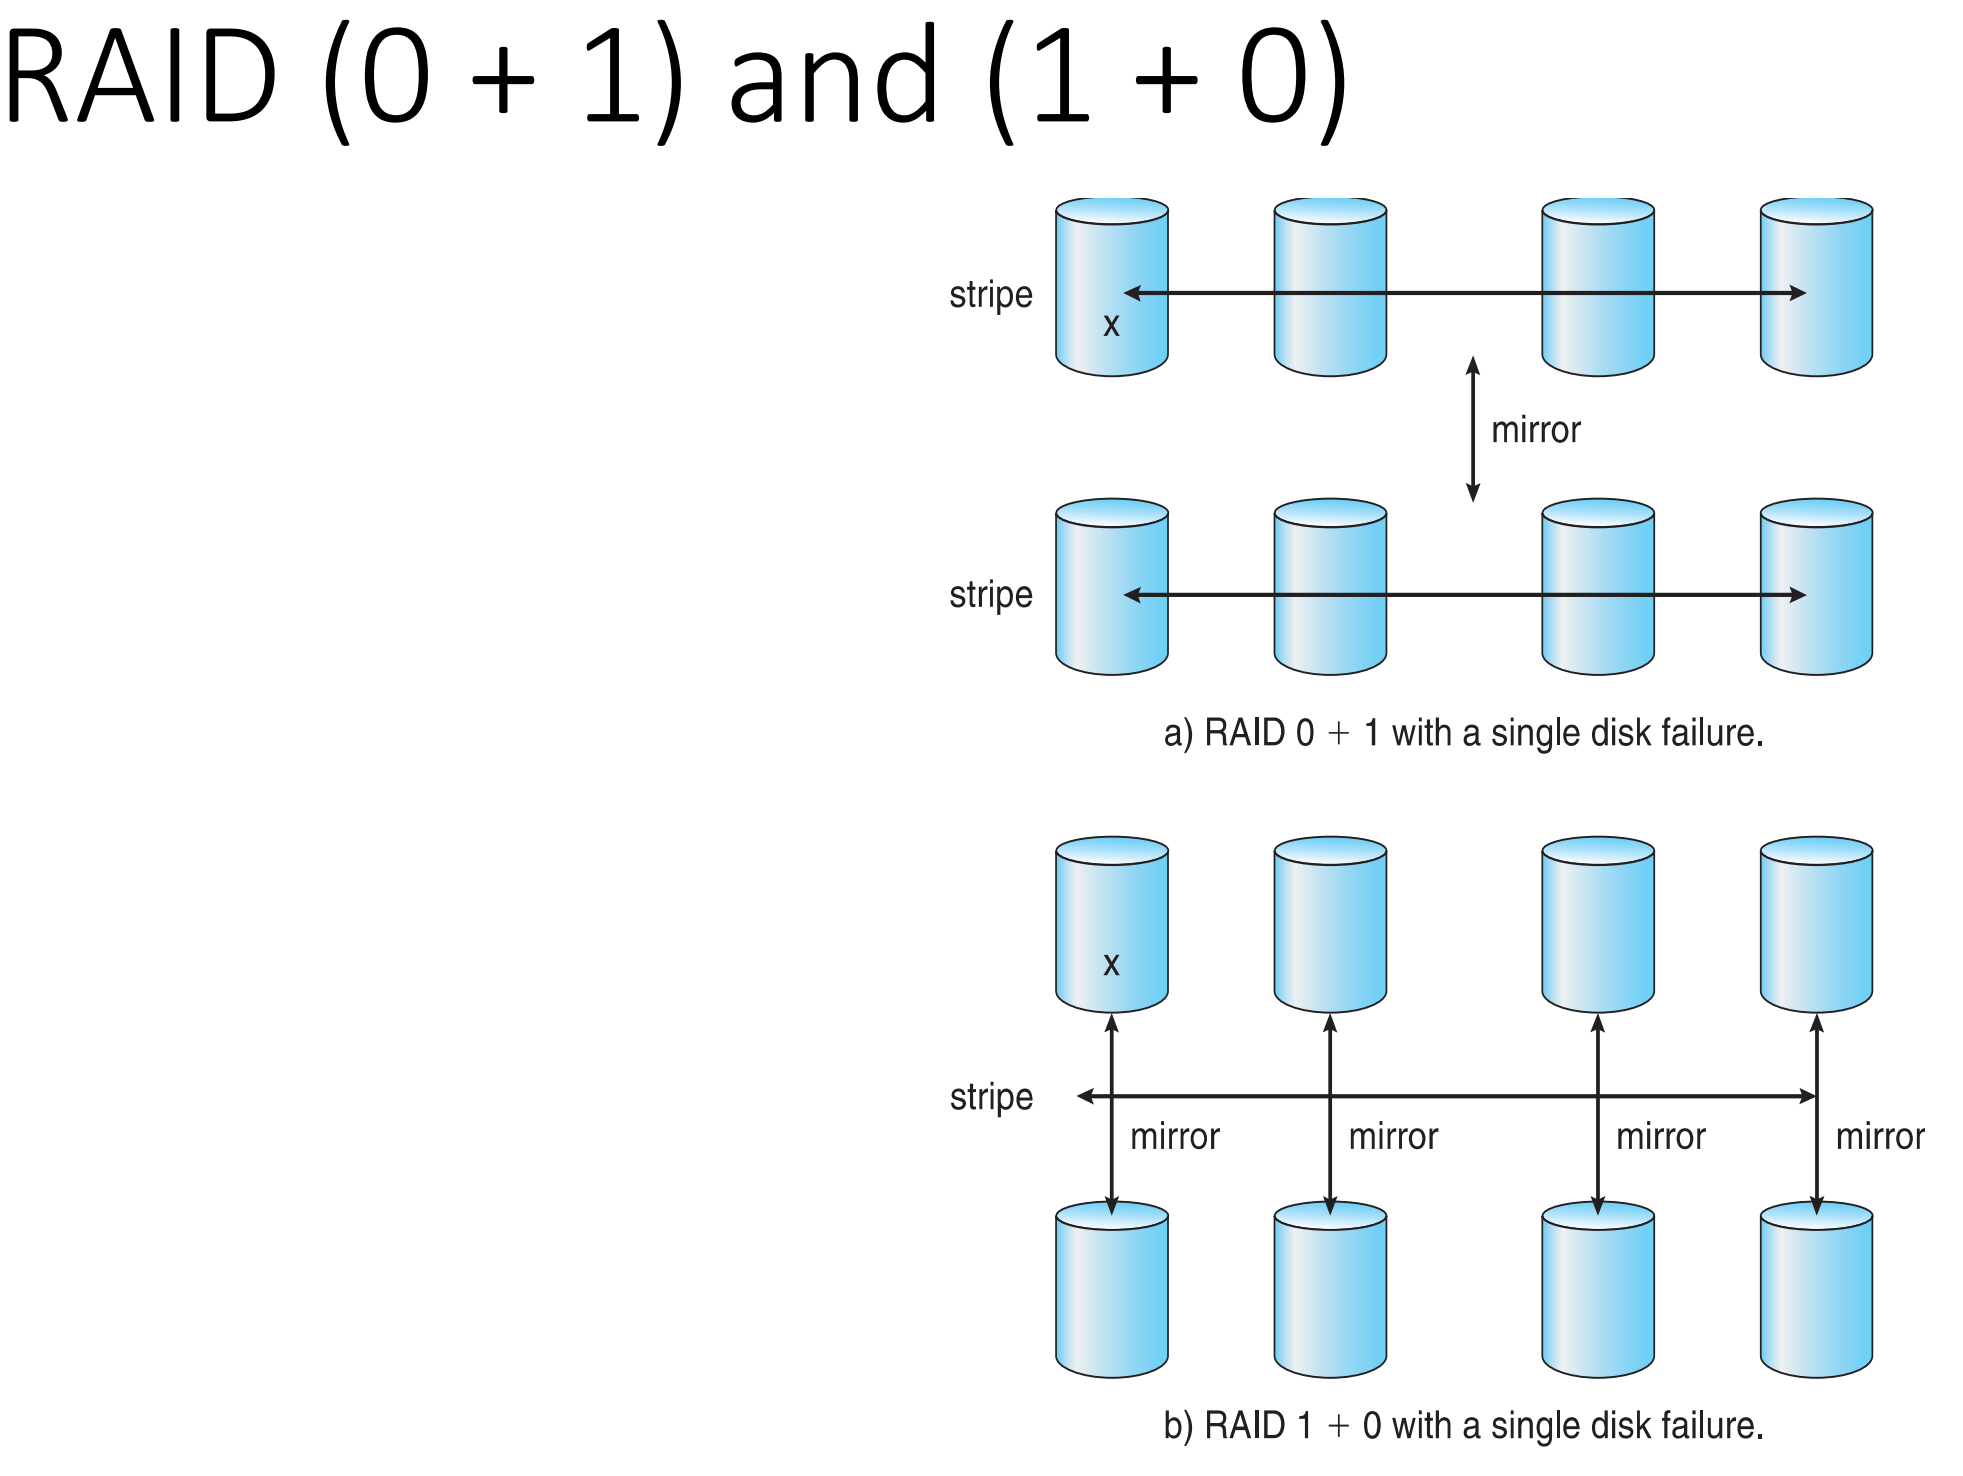 RAID (0 + 1) and (1 + 0)
stripe
x
mirror
stripe
a) RAID 0 + 1 with a single disk failure.
x
stripe
mirror mirror mirror mirror
b) RAID 1 + 0 with a single disk failure.